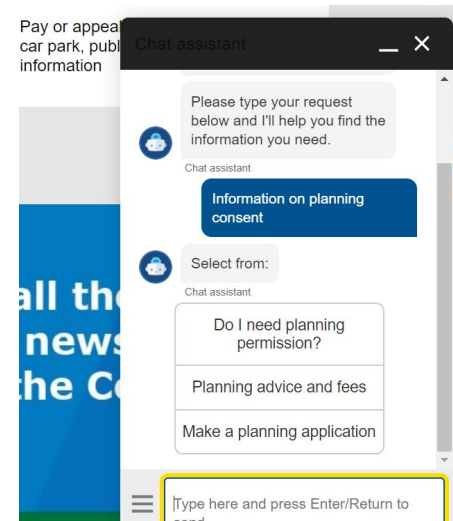 Pay or appeal
car park, publ
information
Chat assistant
Please type your request
below and I'll help you find the
information you need.
Chat assistant
Information on planning
consent
Select from:
Chat assistant
Do I need planning
permission?
Planning advice and fees
Make a planning application
all the
news
the Co
Type here and press Enter/Return to
send